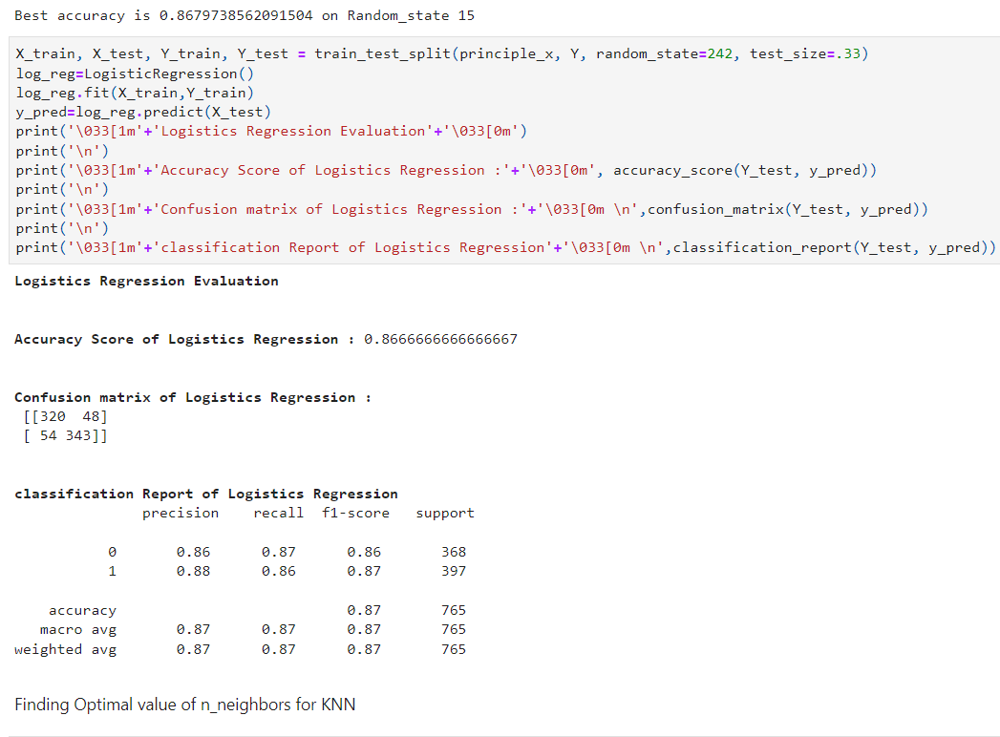 Best accuracy is 0.8679738562091504 on Random_state 15
X_train, X_test, Y_train, Y_test = train_test_split(principle_x, Y, random_state=242, test_size=.33)
log_reg=LogisticRegression()
log_reg.fit(X_train,Y_train)
y_pred=log_reg.predict(X_test)
print('\033[1m'+'Logistics Regression Evaluation'+'\033[0m')
print('\n')
print('\033[1m'+'Accuracy Score of Logistics Regression :'+'\033[0m', accuracy_score(Y_test, y_pred))
print('\n')
print('\033[1m'+'Confusion matrix of Logistics Regression :'+'\033[0m \n',confusion_matrix(Y_test, y_pred))
print('\n')
print('\033[1m'+'classification Report of Logistics Regression'+'\033[0m \n',classification_report(Y_test, y_pred))
Logistics Regression Evaluation
Accuracy Score of Logistics Regression : 0.8666666666666667
Confusion matrix of Logistics Regression :
[[320  48]
[ 54 343]]
classification Report of Logistics Regression
precision    recall  f1-score   support
0       0.86      0.87      0.86       368
1       0.88      0.86      0.87       397
accuracy                           0.87       765
macro avg       0.87      0.87      0.87       765
weighted avg       0.87      0.87      0.87       765
Finding Optimal value of n_neighbors for KNN